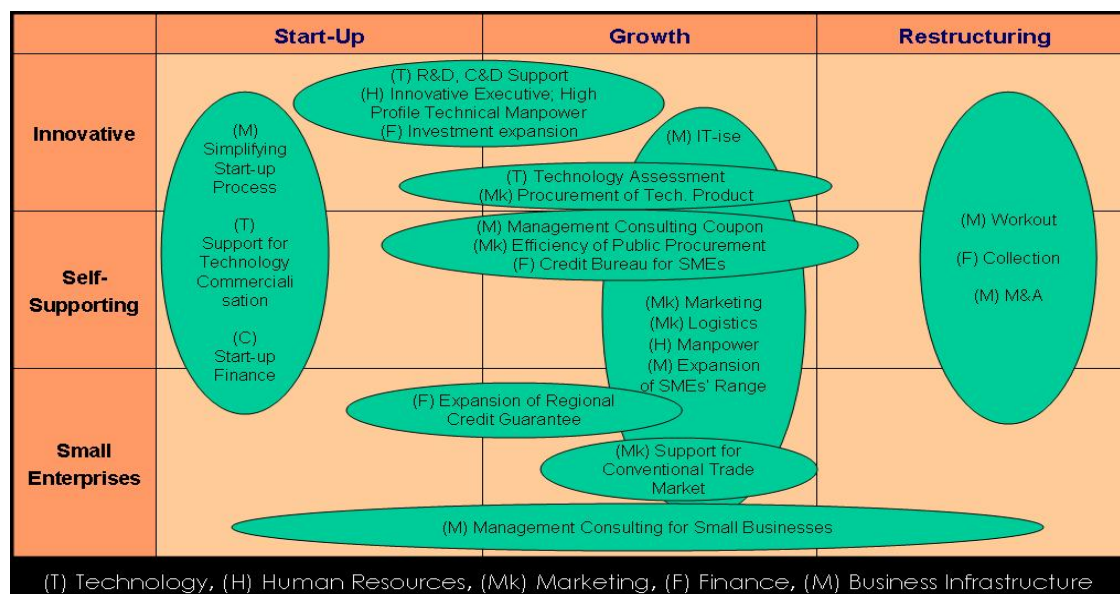 Start-Up
Growth
Restructuring
Innovative
Self-
Supporting
Small
Enterprises
(M)
Simplifying
Start-up
Process
(T)
Support for
Technology
Commerciali
sation
(C)
Start-up
Finance
(T) R&D, C&D Support
(H) Innovative Executive; High
Profile Technical Manpower
(F) Investment expansion
(M) IT-ise
(T) Technology Assessment
(Mk) Procurement of Tech. Product
(M) Management Consulting Coupon
(Mk) Efficiency of Public Procurement
(F) Credit Bureau for SMEs
(Mk) Marketing
(Mk) Logistics
(H) Manpower
(M) Expansion
of SMEs' Range
(F) Expansion of Regional
Credit Guarantee
(Mk) Support for
Conventional Trade
Market
(M) Management Consulting for Small Businesses
(M) Workout
(F) Collection
(M) M&A
(T) Technology, (H) Human Resources, (Mk) Marketing, (F) Finance, (M) Business Infrastructure